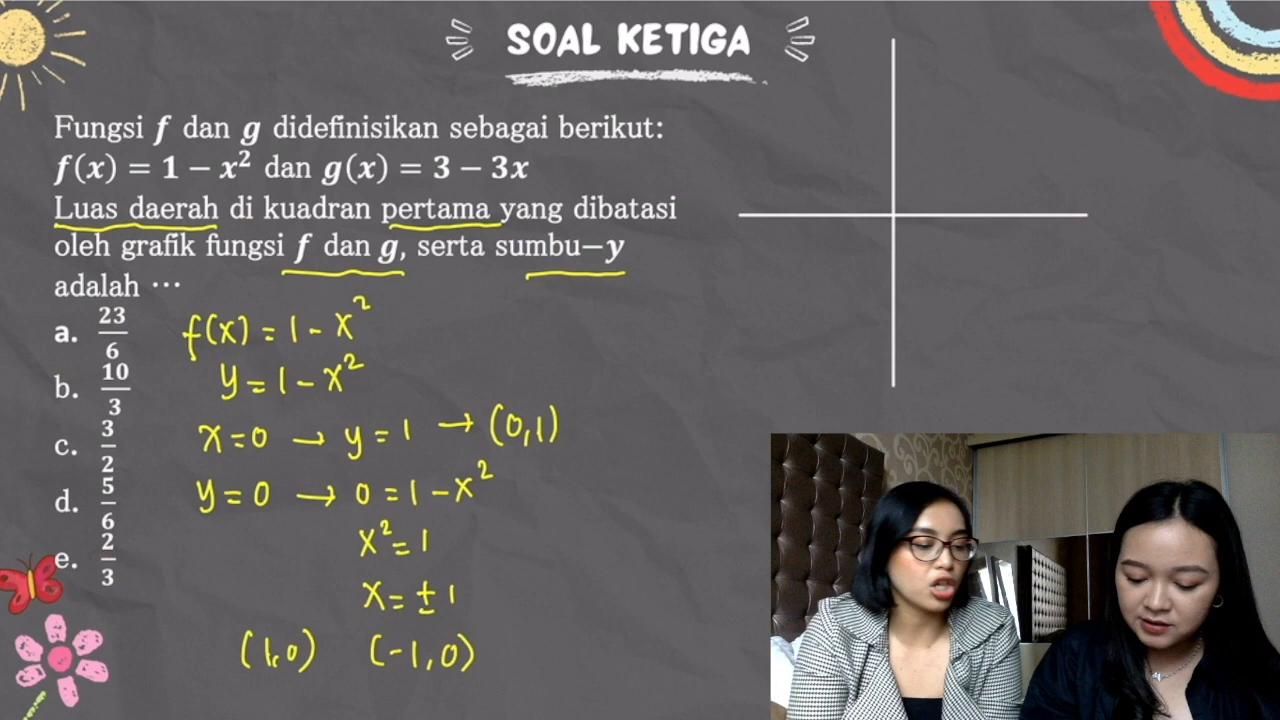 SOAL KETIGA
Fungsi f dan g didefinisikan sebagai berikut:
f(x) = 1 − x² dan g(x) = 3 − 3x
Luas daerah di kuadran pertama yang dibatasi
oleh grafik fungsi f dan g, serta sumbu−y
adalah ⋯
a. 23/6
b. 10/3
c. 3/2
d. 5/6
e. 2/3
f(x) = 1 - x²
y = 1 - x²
x = 0 → y = 1 → (0,1)
y = 0 → 0 = 1 - x²
x² = 1
x = ± 1
(1,0) (-1,0)